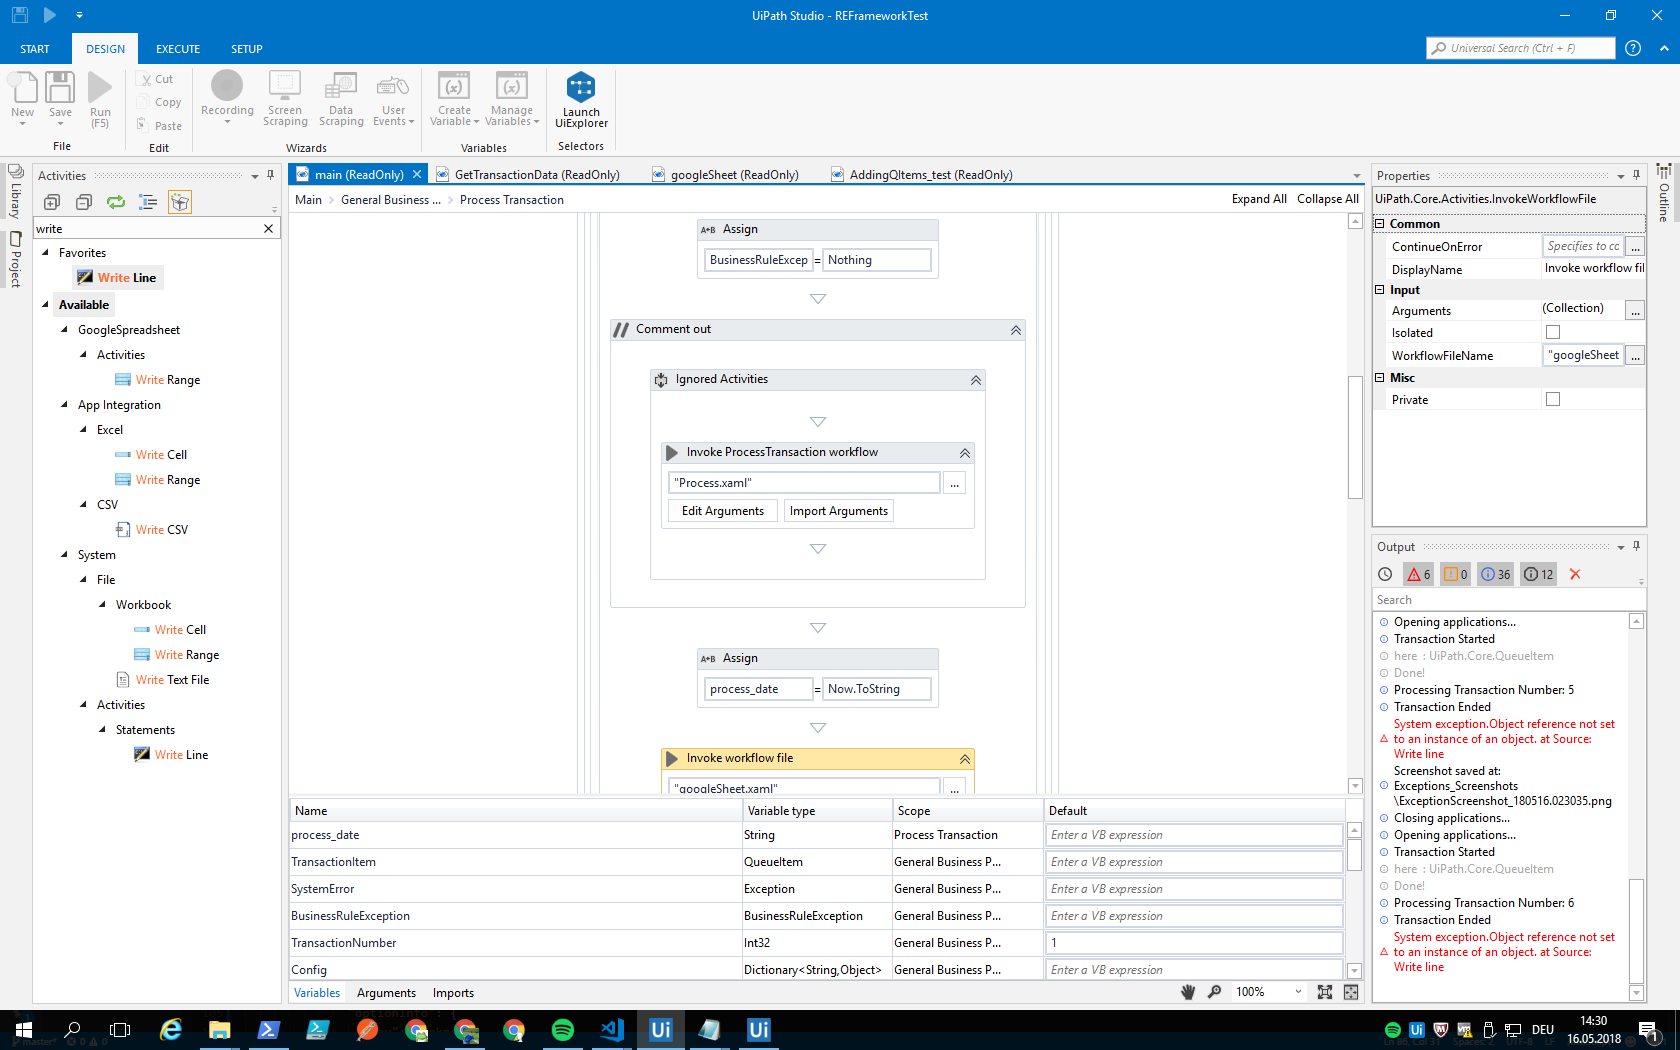 UiPath Studio - REFrameworkTest
START
DESIGN
EXECUTE
SETUP
Universal Search (Ctrl + F)
?
New
Save
Run
(F5)
File
Cut
Copy
Paste
Edit
Recording
Screen
Scraping
Data
Scraping
User
Events
Wizards
Create
Variable
Manage
Variables
Variables
Launch
UiExplorer
Selectors
Library
Project
Activities
write
Favorites
Write Line
Available
GoogleSpreadsheet
Activities
Write Range
App Integration
Excel
Write Cell
Write Range
CSV
Write CSV
System
File
Workbook
Write Cell
Write Range
Write Text File
Activities
Statements
Write Line
main (ReadOnly)
GetTransactionData (ReadOnly)
googleSheet (ReadOnly)
AddingQItems_test (ReadOnly)
Main > General Business ... > Process Transaction
Expand All
Collapse All
A+B Assign
BusinessRuleExcep = Nothing
// Comment out
Ignored Activities
Invoke ProcessTransaction workflow
"Process.xaml"
...
Edit Arguments
Import Arguments
A+B Assign
process_date = Now.ToString
Invoke workflow file
"googleSheet.xaml"
...
Name Variable type Scope Default
process_date String Process Transaction Enter a VB expression
TransactionItem QueueItem General Business P... Enter a VB expression
SystemError Exception General Business P... Enter a VB expression
BusinessRuleException BusinessRuleException General Business P... Enter a VB expression
TransactionNumber Int32 General Business P... 1
Config Dictionary<String,Object> General Business P... Enter a VB expression
Variables
Arguments
Imports
100%
Properties
UiPath.Core.Activities.InvokeWorkflowFile
Common
ContinueOnError Specifies to co ...
DisplayName Invoke workflow fil
Input
Arguments (Collection) ...
Isolated
WorkflowFileName "googleSheet ...
Misc
Private
Outline
Output
6
0
36
12
Search
Opening applications...
Transaction Started
here : UiPath.Core.QueueItem
Done!
Processing Transaction Number: 5
Transaction Ended
System exception.Object reference not set
to an instance of an object. at Source:
Write line
Screenshot saved at:
Exceptions_Screenshots
\ExceptionScreenshot_180516.023035.png
Closing applications...
Opening applications...
Transaction Started
here : UiPath.Core.QueueItem
Done!
Processing Transaction Number: 6
Transaction Ended
System exception.Object reference not set
to an instance of an object. at Source:
Write line
Ui
Ui
Ui
DEU
14:30
16.05.2018
1